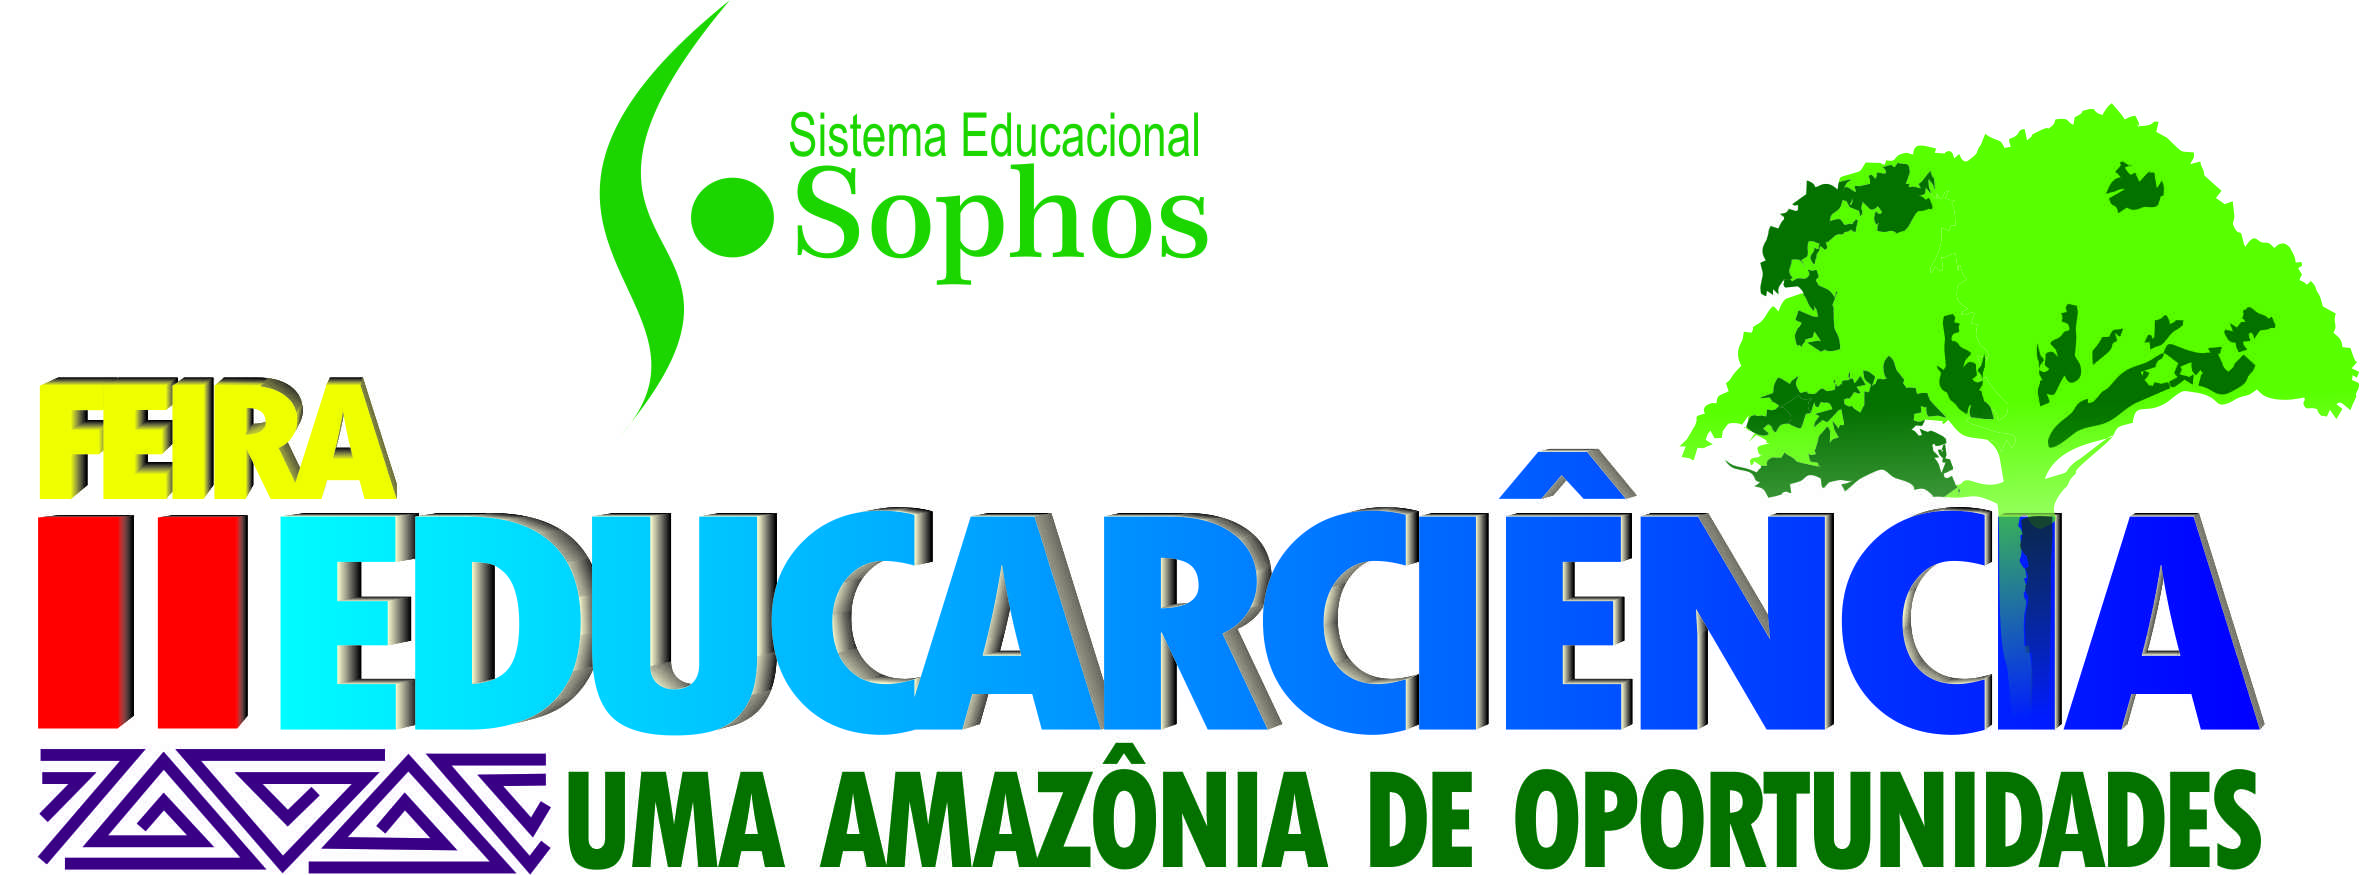 Sistema Educacional
Sophos
FEIRA
II EDUCARCIÊNCIA
UMA AMAZÔNIA DE OPORTUNIDADES